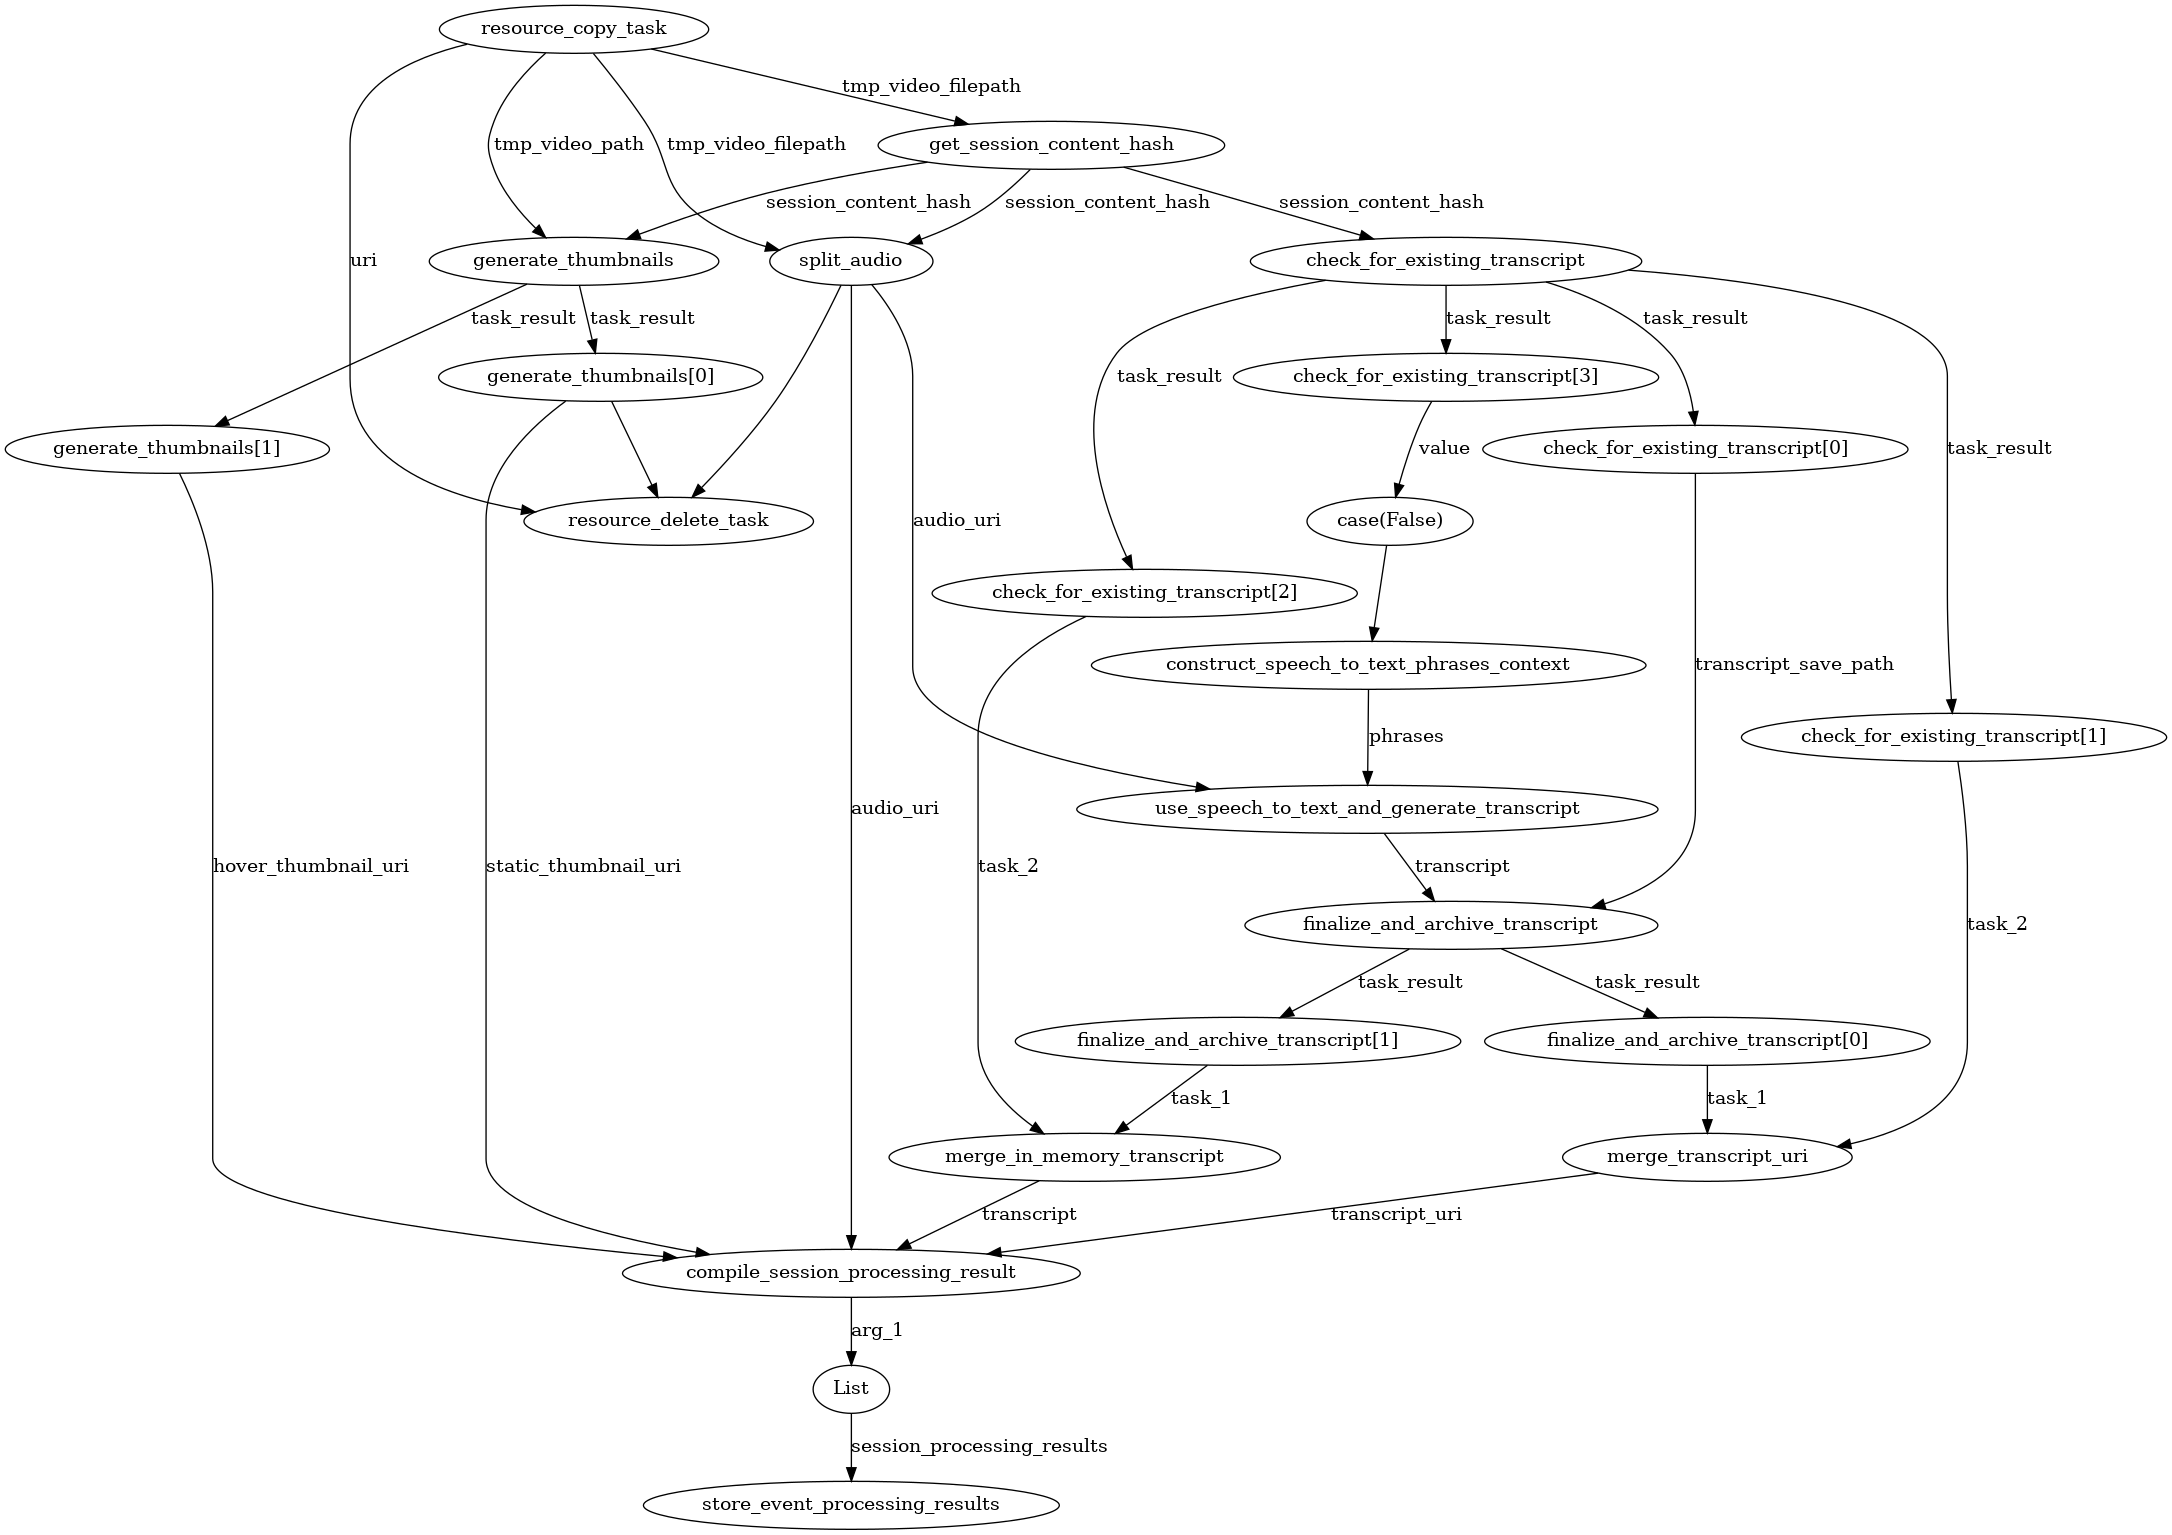 resource_copy_task
tmp_video_filepath
tmp_video_path
tmp_video_filepath
get_session_content_hash
session_content_hash
session_content_hash
session_content_hash
uri
generate_thumbnails
split_audio
check_for_existing_transcript
task_result
task_result
task_result
task_result
task_result
generate_thumbnails[0]
check_for_existing_transcript[3]
generate_thumbnails[1]
value
check_for_existing_transcript[0]
task_result
resource_delete_task
audio_uri
case(False)
check_for_existing_transcript[2]
construct_speech_to_text_phrases_context
transcript_save_path
phrases
check_for_existing_transcript[1]
audio_uri
use_speech_to_text_and_generate_transcript
hover_thumbnail_uri
static_thumbnail_uri
task_2
transcript
finalize_and_archive_transcript
task_2
task_result
task_result
finalize_and_archive_transcript[1]
finalize_and_archive_transcript[0]
task_1
task_1
merge_in_memory_transcript
merge_transcript_uri
transcript
transcript_uri
compile_session_processing_result
arg_1
List
session_processing_results
store_event_processing_results